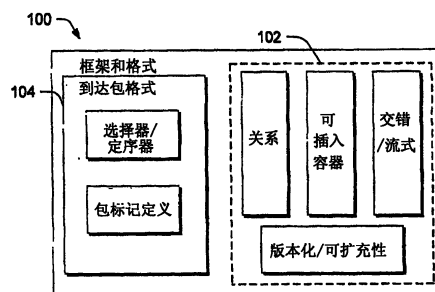 100
102
框架和格式
104
到达包格式
选择器/
定序器
包标记定义
关系
可
插入
容器
交错
/流式
版本化/可扩充性